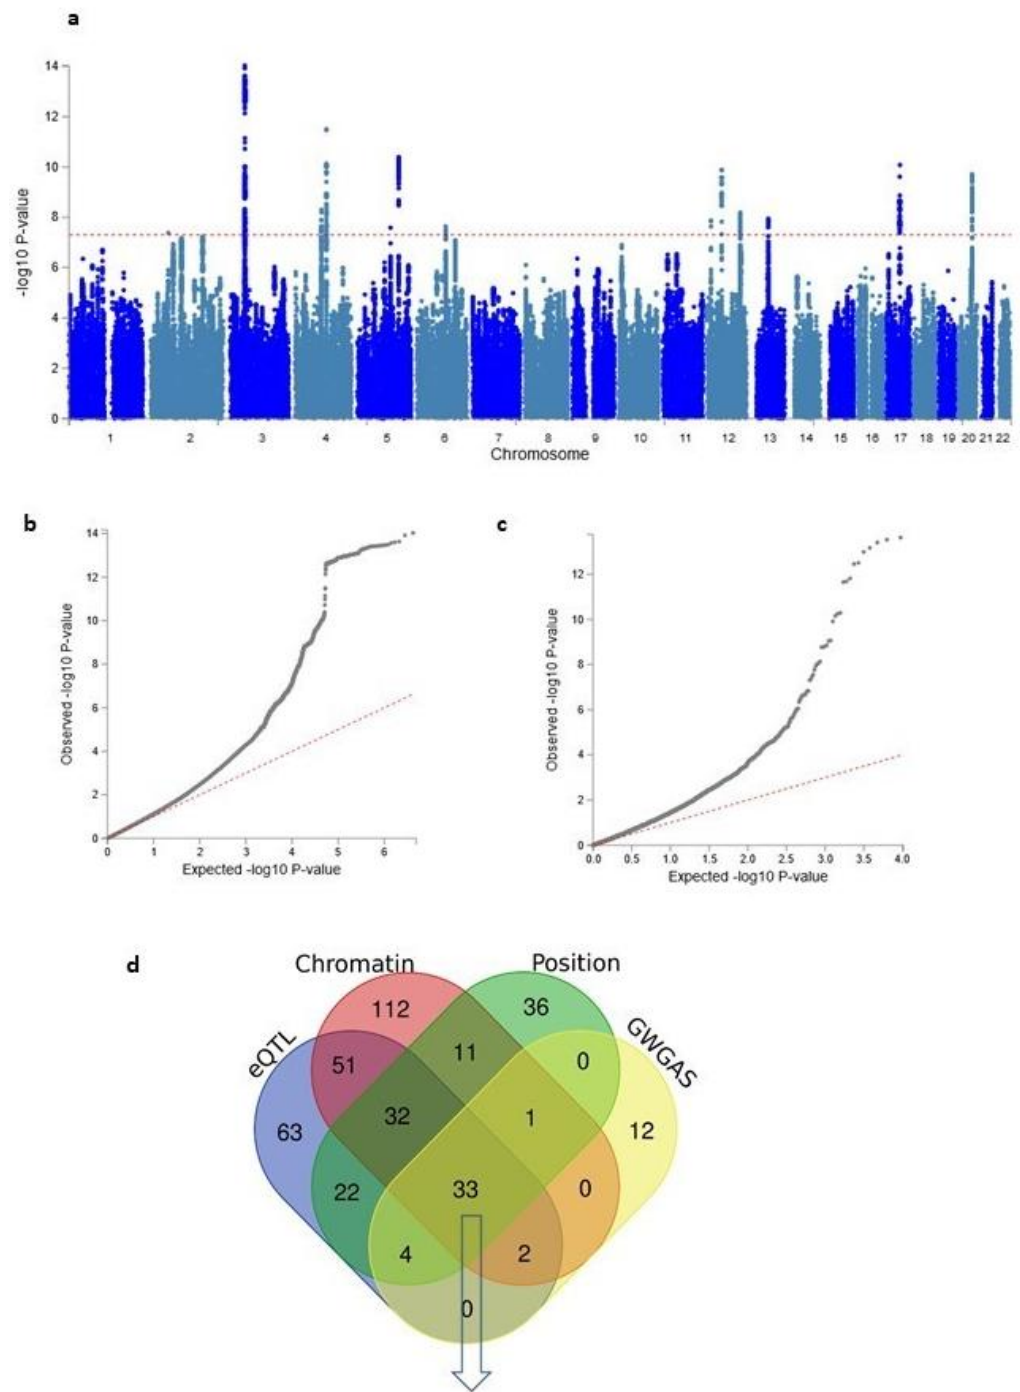 a
-log10 P-value
14
12
10
8
6
4
2
0
1 2 3 4 5 6 7 8 9 10 11 12 13 14 15 16 17 18 19 20 21 22
Chromosome
b
Observed -log10 P-value
14
12
10
8
6
4
2
0
0 1 2 3 4 5 6
Expected -log10 P-value
c
Observed -log10 P-value
12
10
8
6
4
2
0
0.0 0.5 1.0 1.5 2.0 2.5 3.0 3.5 4.0
Expected -log10 P-value
d
Chromatin Position
eQTL GWGAS
112 36
51 11 0
63 32 1 12
22 33 0
4 2
0